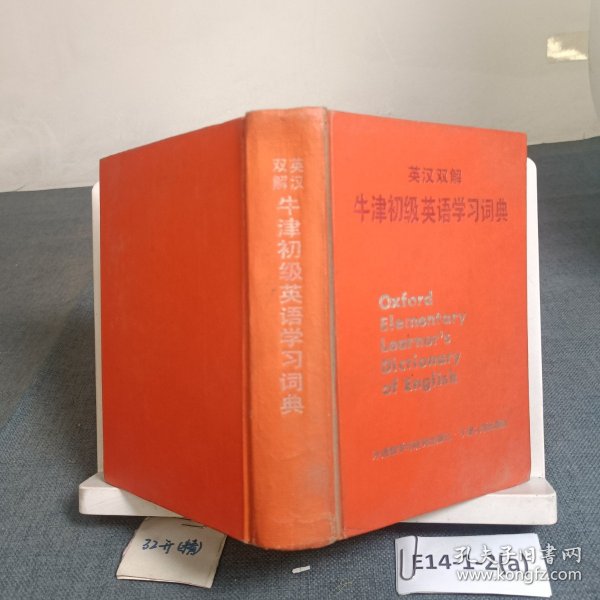 英汉双解
牛津初级英语学习词典
英汉双解
牛津初级英语学习词典
Oxford
Elementary
Learner's
Dictionary
of English
32开(精)
E14-1-2(a)
孔夫子旧书网
www.kongfz.com